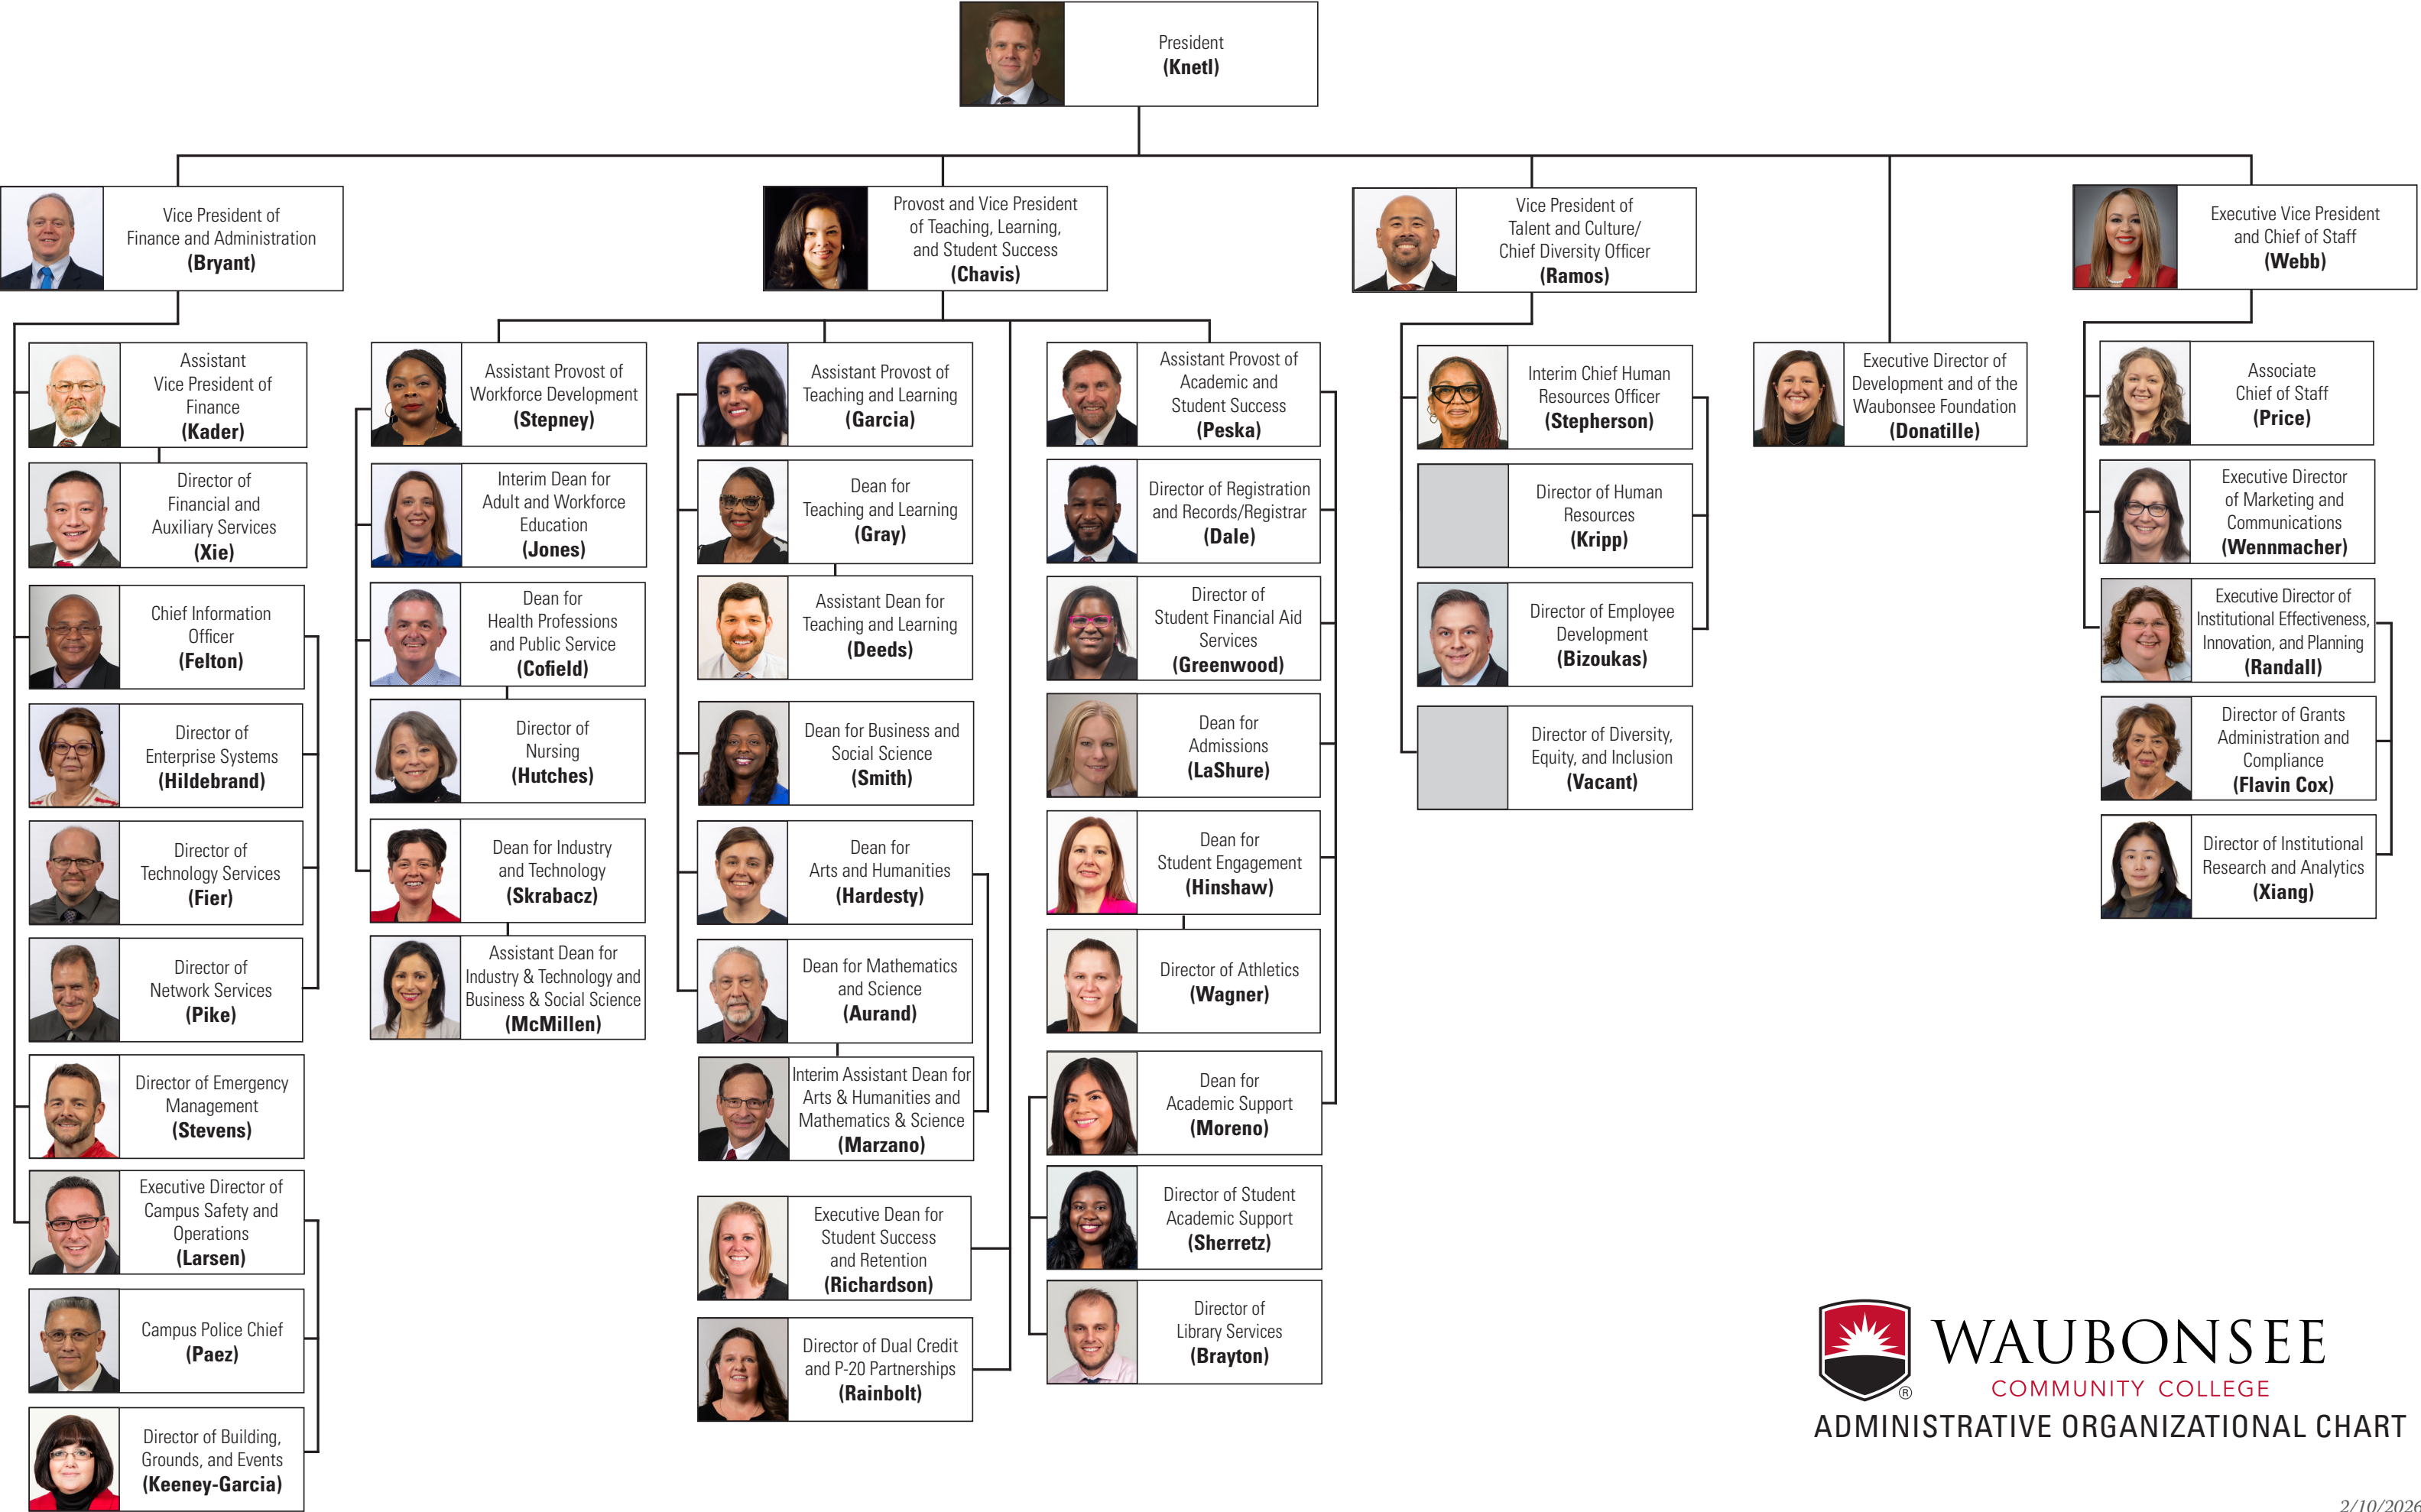 President
(Knetl)
Vice President of
Finance and Administration
(Bryant)
Provost and Vice President
of Teaching, Learning,
and Student Success
(Chavis)
Vice President of
Talent and Culture/
Chief Diversity Officer
(Ramos)
Executive Vice President
and Chief of Staff
(Webb)
Assistant
Vice President of
Finance
(Kader)
Director of
Financial and
Auxiliary Services
(Xie)
Chief Information
Officer
(Felton)
Director of
Enterprise Systems
(Hildebrand)
Director of
Technology Services
(Fier)
Director of
Network Services
(Pike)
Director of Emergency
Management
(Stevens)
Executive Director of
Campus Safety and
Operations
(Larsen)
Campus Police Chief
(Paez)
Director of Building,
Grounds, and Events
(Keeney-Garcia)
Assistant Provost of
Workforce Development
(Stepney)
Interim Dean for
Adult and Workforce
Education
(Jones)
Dean for
Health Professions
and Public Service
(Cofield)
Director of
Nursing
(Hutches)
Dean for Industry
and Technology
(Skrabacz)
Assistant Dean for
Industry & Technology and
Business & Social Science
(McMillen)
Assistant Provost of
Teaching and Learning
(Garcia)
Dean for
Teaching and Learning
(Gray)
Assistant Dean for
Teaching and Learning
(Deeds)
Dean for Business and
Social Science
(Smith)
Dean for
Arts and Humanities
(Hardesty)
Dean for Mathematics
and Science
(Aurand)
Interim Assistant Dean for
Arts & Humanities and
Mathematics & Science
(Marzano)
Executive Dean for
Student Success
and Retention
(Richardson)
Director of Dual Credit
and P-20 Partnerships
(Rainbolt)
Assistant Provost of
Academic and
Student Success
(Peska)
Director of Registration
and Records/Registrar
(Dale)
Director of
Student Financial Aid
Services
(Greenwood)
Dean for
Admissions
(LaShure)
Dean for
Student Engagement
(Hinshaw)
Director of Athletics
(Wagner)
Dean for
Academic Support
(Moreno)
Director of Student
Academic Support
(Sherretz)
Director of
Library Services
(Brayton)
Interim Chief Human
Resources Officer
(Stepherson)
Director of Human
Resources
(Kripp)
Director of Employee
Development
(Bizoukas)
Director of Diversity,
Equity, and Inclusion
(Vacant)
Executive Director of
Development and of the
Waubonsee Foundation
(Donatille)
Associate
Chief of Staff
(Price)
Executive Director
of Marketing and
Communications
(Wennmacher)
Executive Director of
Institutional Effectiveness,
Innovation, and Planning
(Randall)
Director of Grants
Administration and
Compliance
(Flavin Cox)
Director of Institutional
Research and Analytics
(Xiang)
WAUBONSEE
COMMUNITY COLLEGE
®
ADMINISTRATIVE ORGANIZATIONAL CHART
2/10/2026